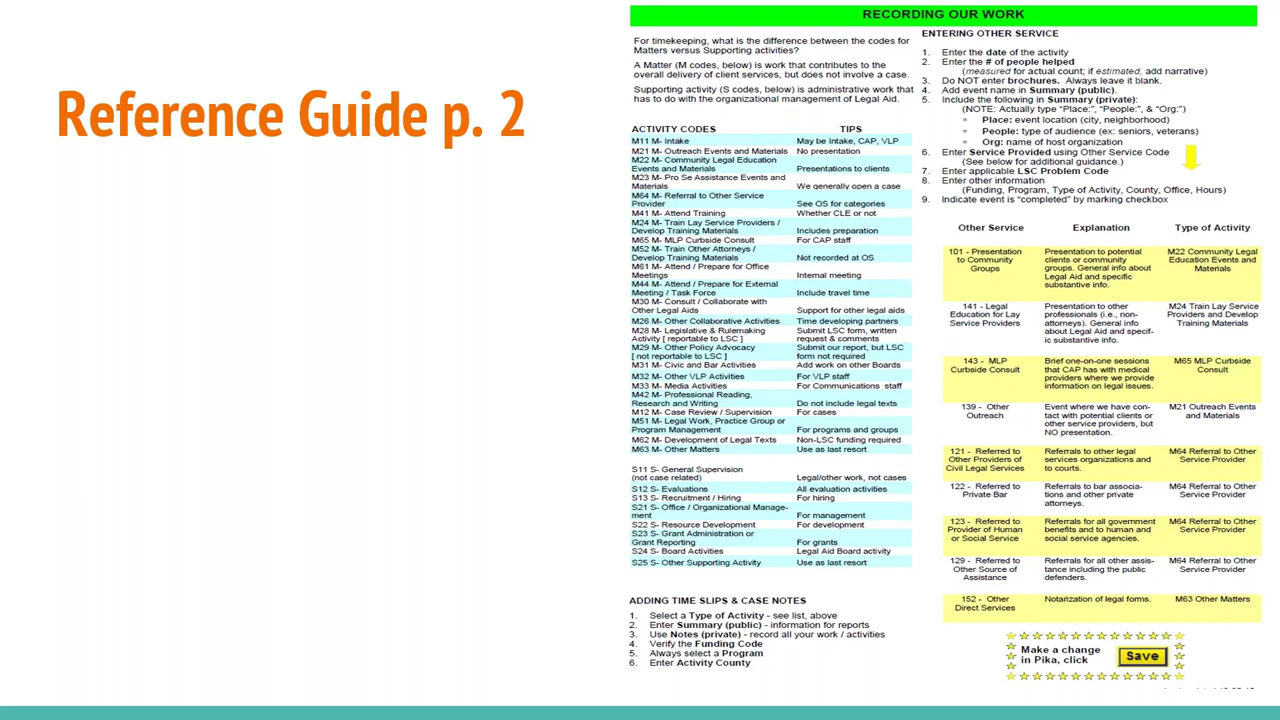 Reference Guide p. 2
RECORDING OUR WORK
For timekeeping, what is the difference between the codes for
Matters versus Supporting activities?
A Matter (M codes, below) is work that contributes to the
overall delivery of client services, but does not involve a case.
Supporting activity (S codes, below) is administrative work that
has to do with the organizational management of Legal Aid.
ACTIVITY CODES TIPS
M11 M- Intake May be Intake, CAP, VLP
M21 M- Outreach Events and Materials No presentation
M22 M- Community Legal Education
Events and Materials Presentations to clients
M23 M- Pro Se Assistance Events and
Materials We generally open a case
M64 M- Referral to Other Service
Provider See OS for categories
M41 M- Attend Training Whether CLE or not
M24 M- Train Lay Service Providers /
Develop Training Materials Includes preparation
M65 M- MLP Curbside Consult For CAP staff
M52 M- Train Other Attorneys /
Develop Training Materials Not recorded at OS
M61 M- Attend / Prepare for Office
Meetings Internal meeting
M44 M- Attend / Prepare for External
Meeting / Task Force Include travel time
M30 M- Consult / Collaborate with
Other Legal Aids Support for other legal aids
M26 M- Other Collaborative Activities Time developing partners
M28 M- Legislative & Rulemaking Submit LSC form, written
Activity [ reportable to LSC ] request & comments
M29 M- Other Policy Advocacy Submit our report, but LSC
[ not reportable to LSC ] form not required
M31 M- Civic and Bar Activities Add work on other Boards
M32 M- Other VLP Activities For VLP staff
M33 M- Media Activities For Communications staff
M42 M- Professional Reading,
Research and Writing Do not include legal texts
M12 M- Case Review / Supervision For cases
M51 M- Legal Work, Practice Group or
Program Management For programs and groups
M62 M- Development of Legal Texts Non-LSC funding required
M63 M- Other Matters Use as last resort
S11 S- General Supervision
(not case related) Legal/other work, not cases
S12 S- Evaluations All evaluation activities
S13 S- Recruitment / Hiring For hiring
S21 S- Office / Organizational Manage-
ment For management
S22 S- Resource Development For development
S23 S- Grant Administration or
Grant Reporting For grants
S24 S- Board Activities Legal Aid Board activity
S25 S- Other Supporting Activity Use as last resort
ADDING TIME SLIPS & CASE NOTES
1. Select a Type of Activity - see list, above
2. Enter Summary (public) - information for reports
3. Use Notes (private) - record all your work / activities
4. Verify the Funding Code
5. Always select a Program
6. Enter Activity County
ENTERING OTHER SERVICE
1. Enter the date of the activity
2. Enter the # of people helped
(measured for actual count; if estimated, add narrative)
3. Do NOT enter brochures. Always leave it blank.
4. Add event name in Summary (public).
5. Include the following in Summary (private):
(NOTE: Actually type “Place:”, “People:”, & “Org:”)
• Place: event location (city, neighborhood)
• People: type of audience (ex: seniors, veterans)
• Org: name of host organization
6. Enter Service Provided using Other Service Code
(See below for additional guidance.)
7. Enter applicable LSC Problem Code
8. Enter other information
(Funding, Program, Type of Activity, County, Office, Hours)
9. Indicate event is “completed” by marking checkbox
Other Service Explanation Type of Activity
101 - Presentation Presentation to potential M22 Community Legal
to Community clients or community Education Events and
Groups groups. General info about Materials
Legal Aid and specific
substantive info.
141 - Legal Presentation to other M24 Train Lay Service
Education for Lay professionals (i.e., non- Providers and Develop
Service Providers attorneys). General info Training Materials
about Legal Aid and specif-
ic substantive info.
143 - MLP Brief one-on-one sessions M65 MLP Curbside
Curbside Consult that CAP has with medical Consult
providers where we provide
information on legal issues.
139 - Other Event where we have con- M21 Outreach Events
Outreach tact with potential clients or and Materials
other service providers, but
NO presentation.
121 - Referred to Referrals to other legal M64 Referral to Other
Other Providers of services organizations and Service Provider
Civil Legal Services to courts.
122 - Referred to Referrals to bar associa- M64 Referral to Other
Private Bar tions and other private Service Provider
attorneys.
123 - Referred to Referrals for all government M64 Referral to Other
Provider of Human benefits and to human and Service Provider
or Social Service social service agencies.
129 - Referred to Referrals for all other assis- M64 Referral to Other
Other Source of tance including the public Service Provider
Assistance defenders.
152 - Other Notarization of legal forms. M63 Other Matters
Direct Services
Make a change
in Pika, click Save